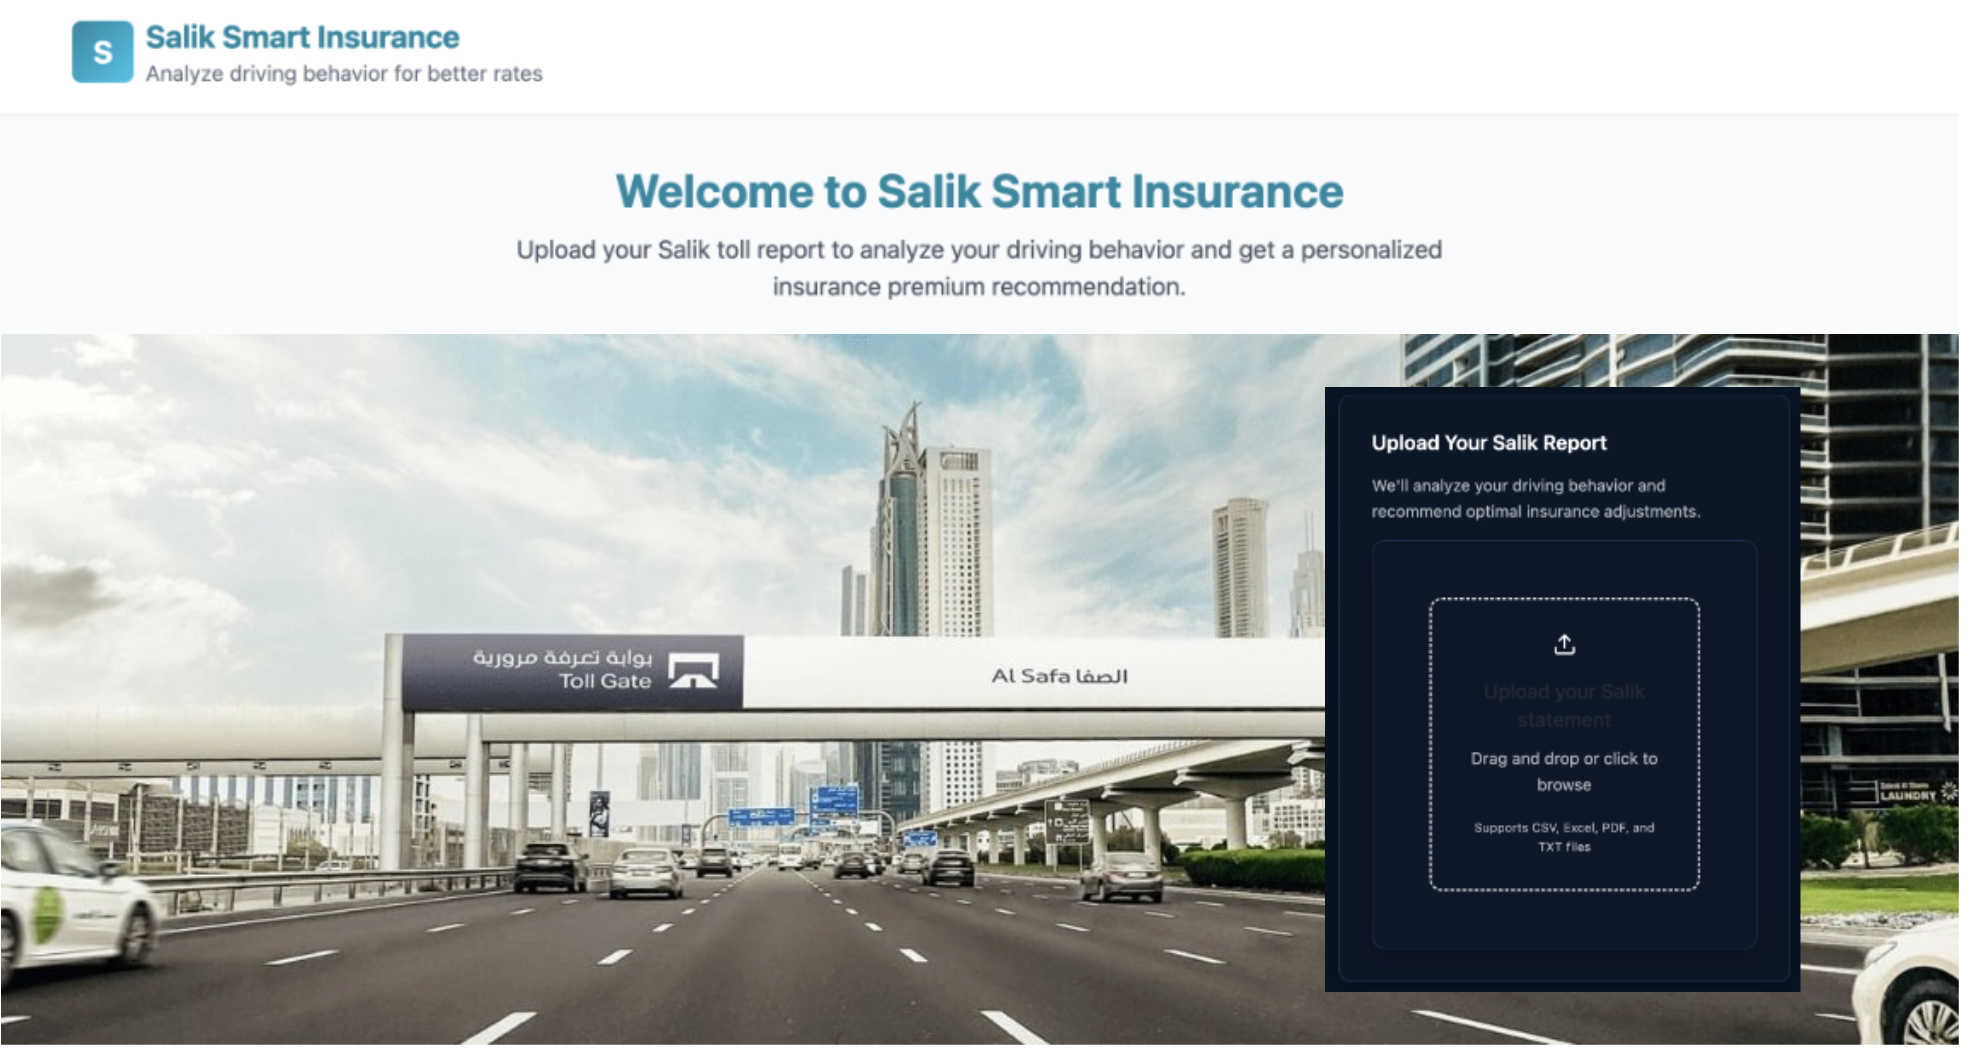 S
Salik Smart Insurance
Analyze driving behavior for better rates
Welcome to Salik Smart Insurance
Upload your Salik toll report to analyze your driving behavior and get a personalized
insurance premium recommendation.
بوابة تعرفة مرورية
Toll Gate
Al Safa الصفا
Upload Your Salik Report
We'll analyze your driving behavior and
recommend optimal insurance adjustments.
Upload your Salik
statement
Drag and drop or click to
browse
Supports CSV, Excel, PDF, and
TXT files
LAUNDRY